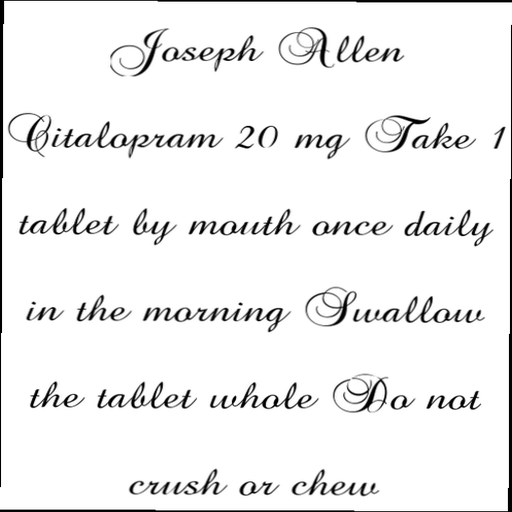 Joseph Allen
Citalopram 20 mg Take 1
tablet by mouth once daily
in the morning Swallow
the tablet whole Do not
crush or chew